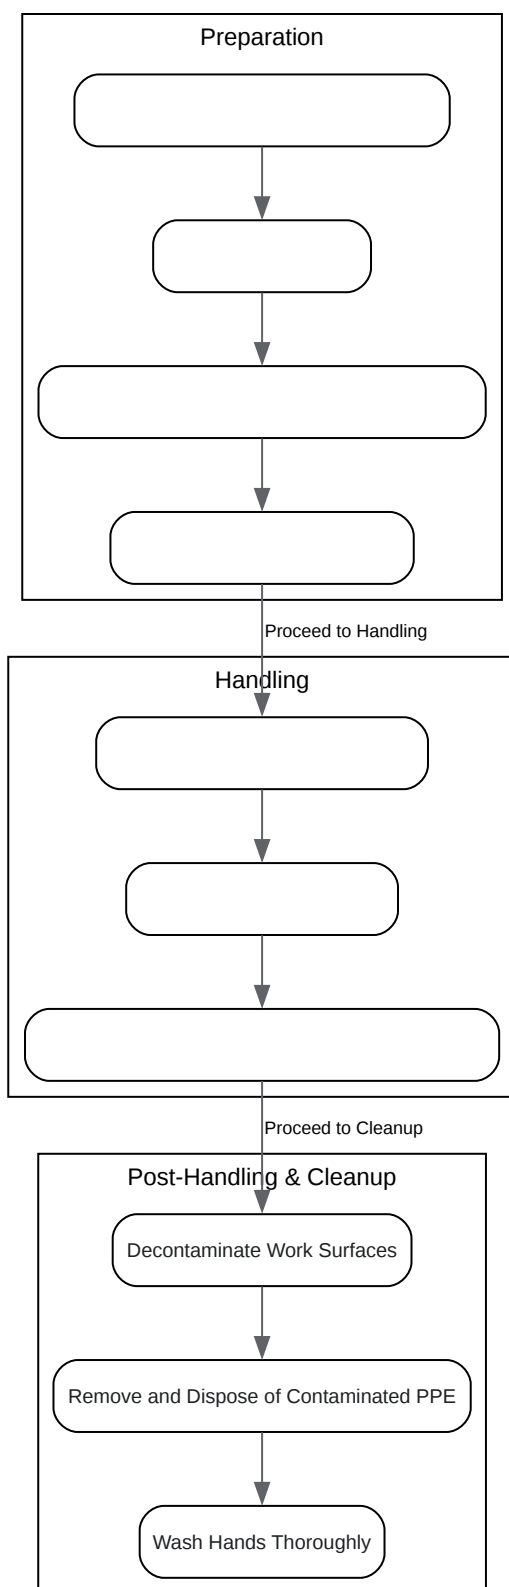 Preparation
Proceed to Handling
Handling
Proceed to Cleanup
Post-Handling & Cleanup
Decontaminate Work Surfaces
Remove and Dispose of Contaminated PPE
Wash Hands Thoroughly